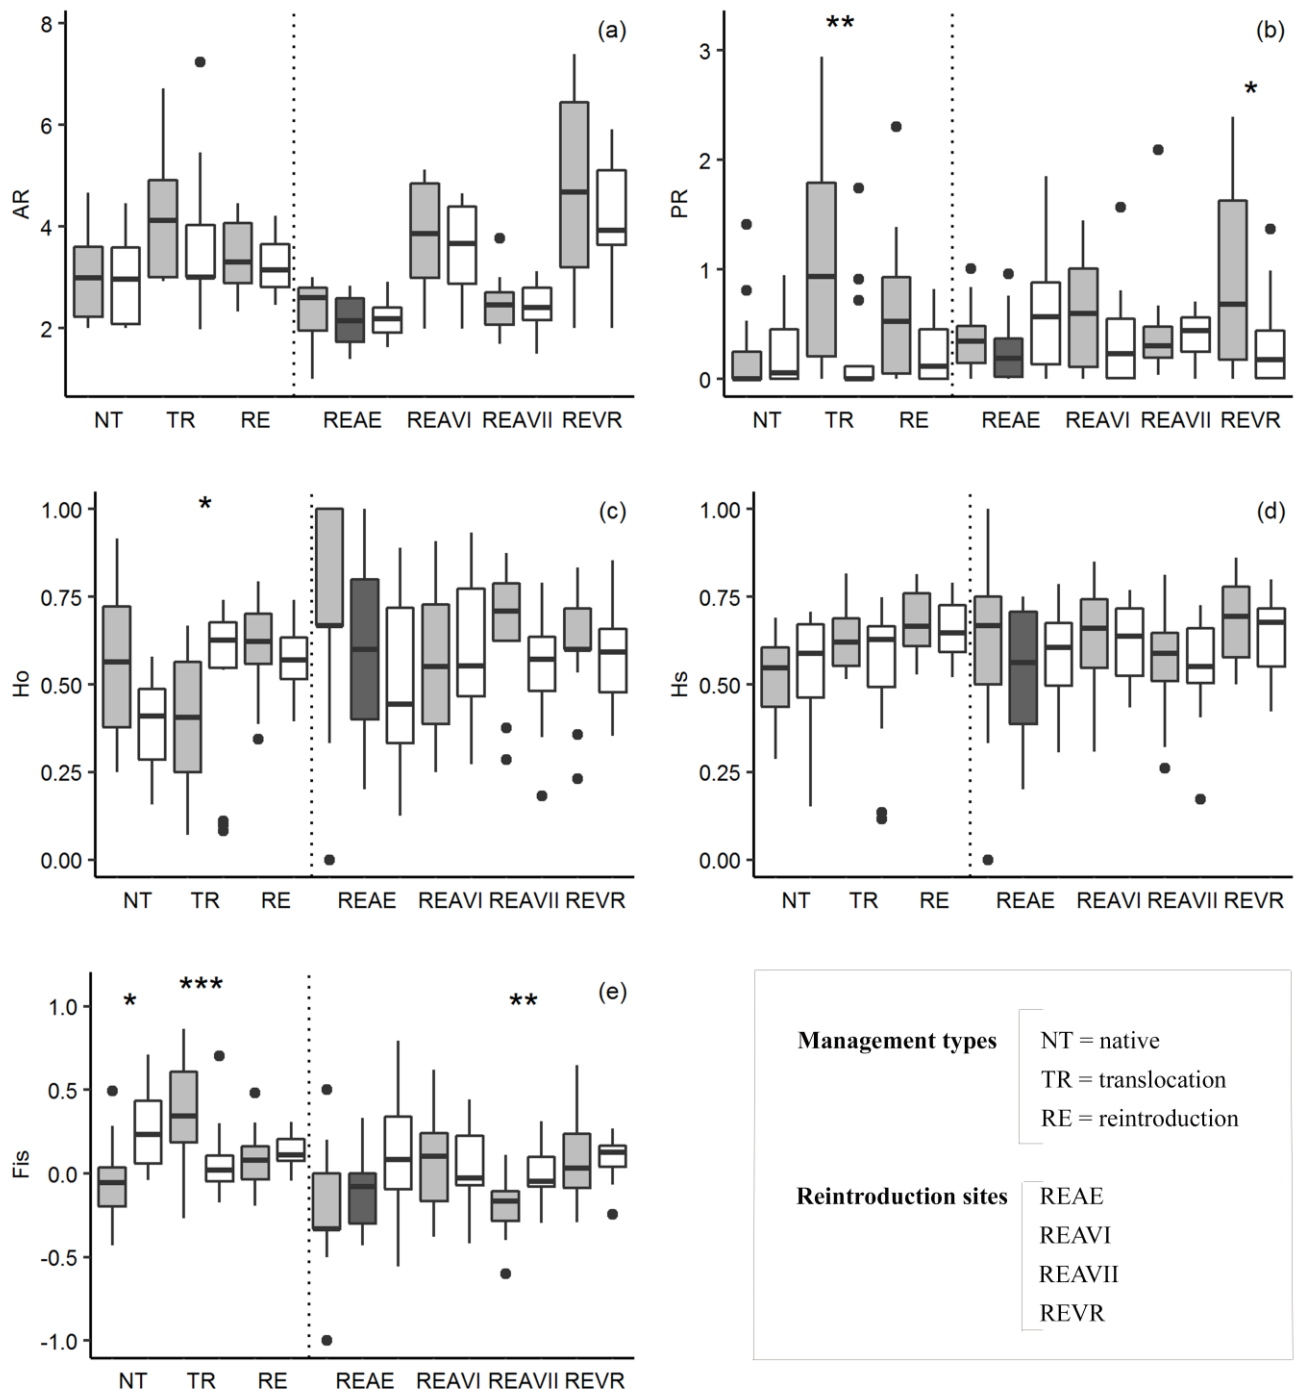 (a)
AR
8
6
4
2
NT TR RE REAE REAVI REAVII REVR
(b)
PR
3
2
1
0
** *
NT TR RE REAE REAVI REAVII REVR
(c)
Ho
1.00
0.75
0.50
0.25
0.00
*
NT TR RE REAE REAVI REAVII REVR
(d)
Hs
1.00
0.75
0.50
0.25
0.00
NT TR RE REAE REAVI REAVII REVR
(e)
Fis
1.0
0.5
0.0
-0.5
-1.0
* *** **
NT TR RE REAE REAVI REAVII REVR
Management types
NT = native
TR = translocation
RE = reintroduction
Reintroduction sites
REAE
REAVI
REAVII
REVR